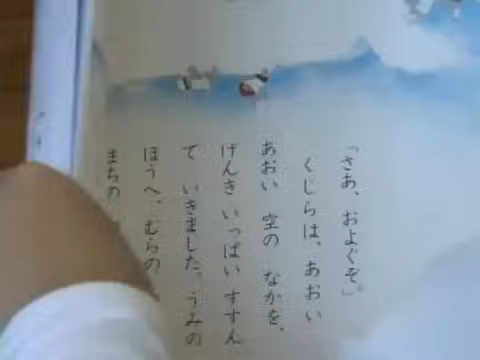 「さあ、およぐぞ。」
くじらは、あおい
あおい 空の なかを、
げんき いっぱい すすん
で いきました。うみの
ほうへ、むらの
まちの